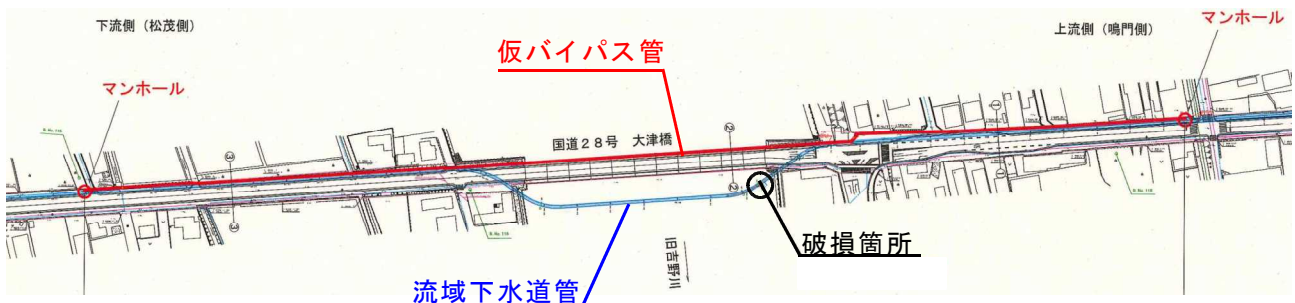 下流側(松茂側)
マンホール
上流側(鳴門側)
仮バイパス管
マンホール
国道28号 大津橋
破損箇所
旧吉野川
流域下水道管